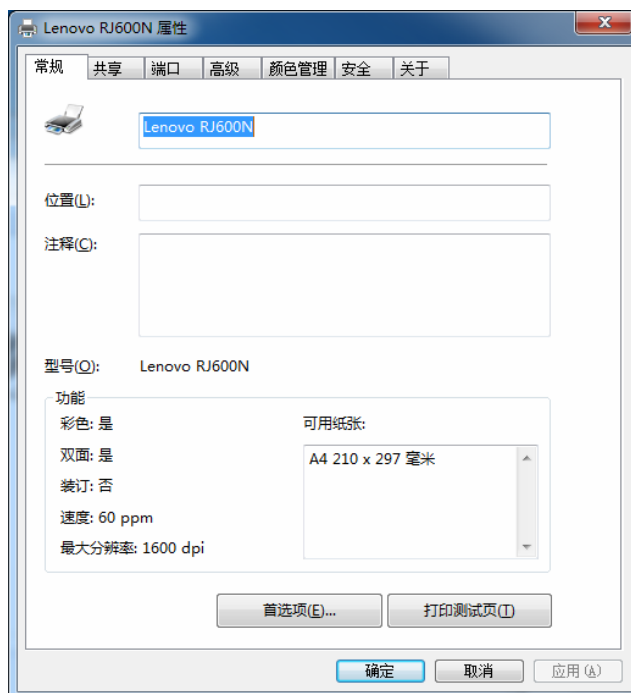 Lenovo RJ600N 属性
常规 共享 端口 高级 颜色管理 安全 关于
Lenovo RJ600N
位置(L):
注释(C):
型号(O): Lenovo RJ600N
功能
彩色: 是 可用纸张:
双面: 是 A4 210 x 297 毫米
装订: 否
速度: 60 ppm
最大分辨率: 1600 dpi
首选项(E)... 打印测试页(T)
确定 取消 应用(A)